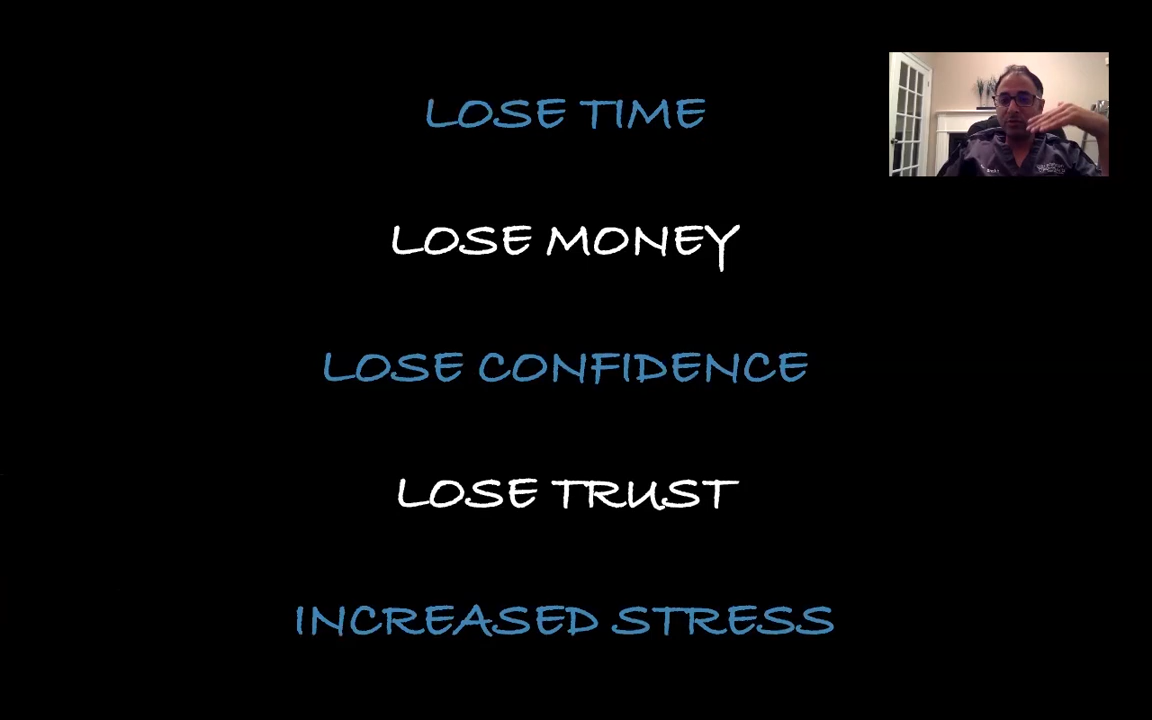 LOSE TIME
LOSE MONEY
LOSE CONFIDENCE
LOSE TRUST
INCREASED STRESS